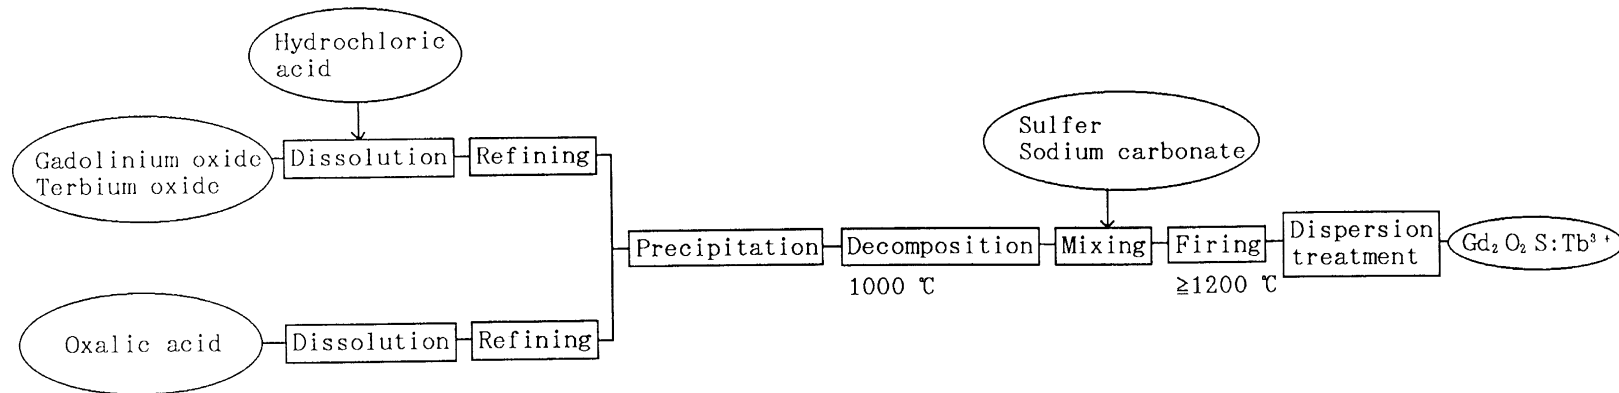 Hydrochloric
acid
Gadolinium oxide
Terbium oxide
Dissolution
Refining
Sulfer
Sodium carbonate
Precipitation
Decomposition
1000 ℃
Mixing
Firing
≧1200 ℃
Dispersion
treatment
Gd₂O₂S:Tb³⁺
Oxalic acid
Dissolution
Refining